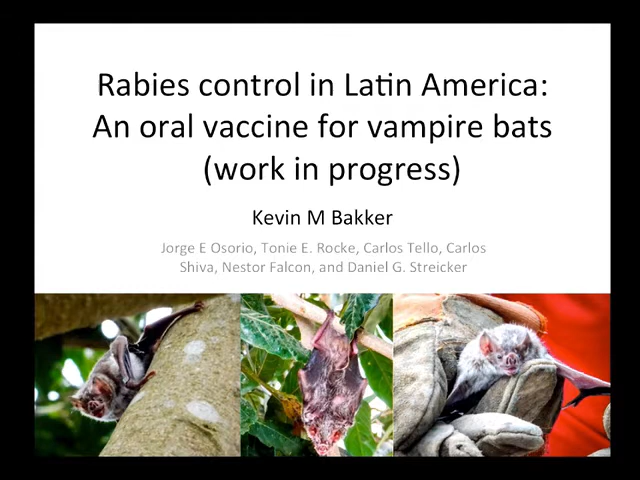 Rabies control in Latin America:
An oral vaccine for vampire bats
(work in progress)
Kevin M Bakker
Jorge E Osorio, Tonie E. Rocke, Carlos Tello, Carlos
Shiva, Nestor Falcon, and Daniel G. Streicker